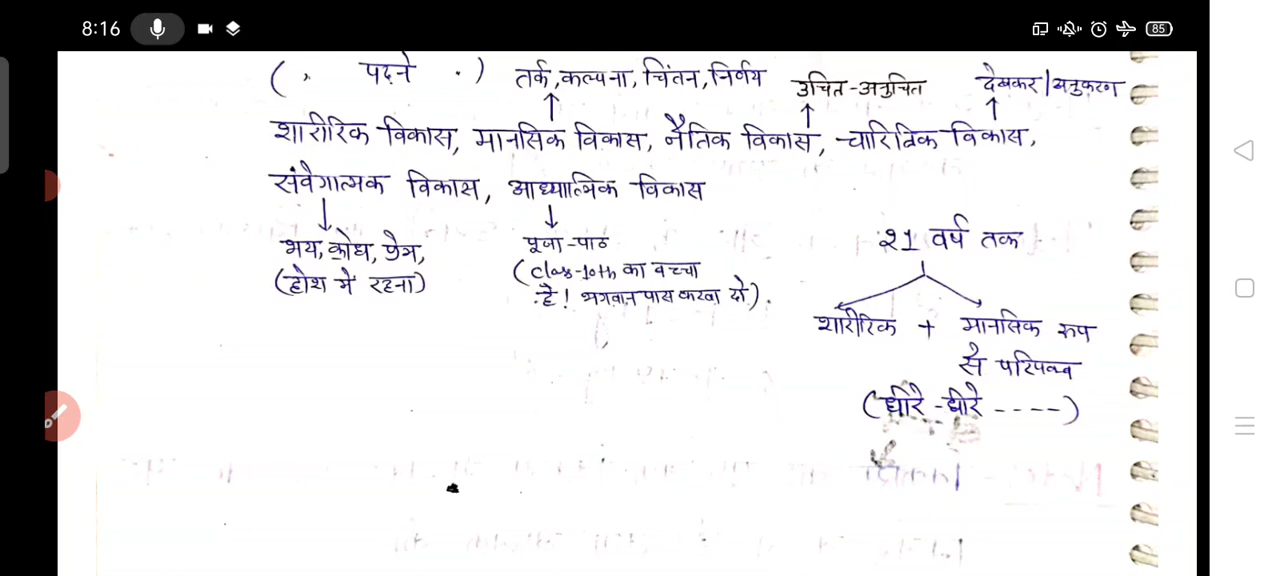 8:16
85
( , पढ़ने . ) तर्क, कल्पना, चिंतन, निर्णय उचित-अनुचित देखकर/अनुकरण
शारीरिक विकास, मानसिक विकास, नैतिक विकास, चारित्रिक विकास,
संवेगात्मक विकास, आध्यात्मिक विकास
भय, क्रोध, प्रेम,
(होश में रहना)
पूजा-पाठ
(class-10th का बच्चा
है! भगवान पास करवा दो).
21 वर्ष तक
शारीरिक + मानसिक रुप
से परिपक्व
(धीरे-धीरे ----)